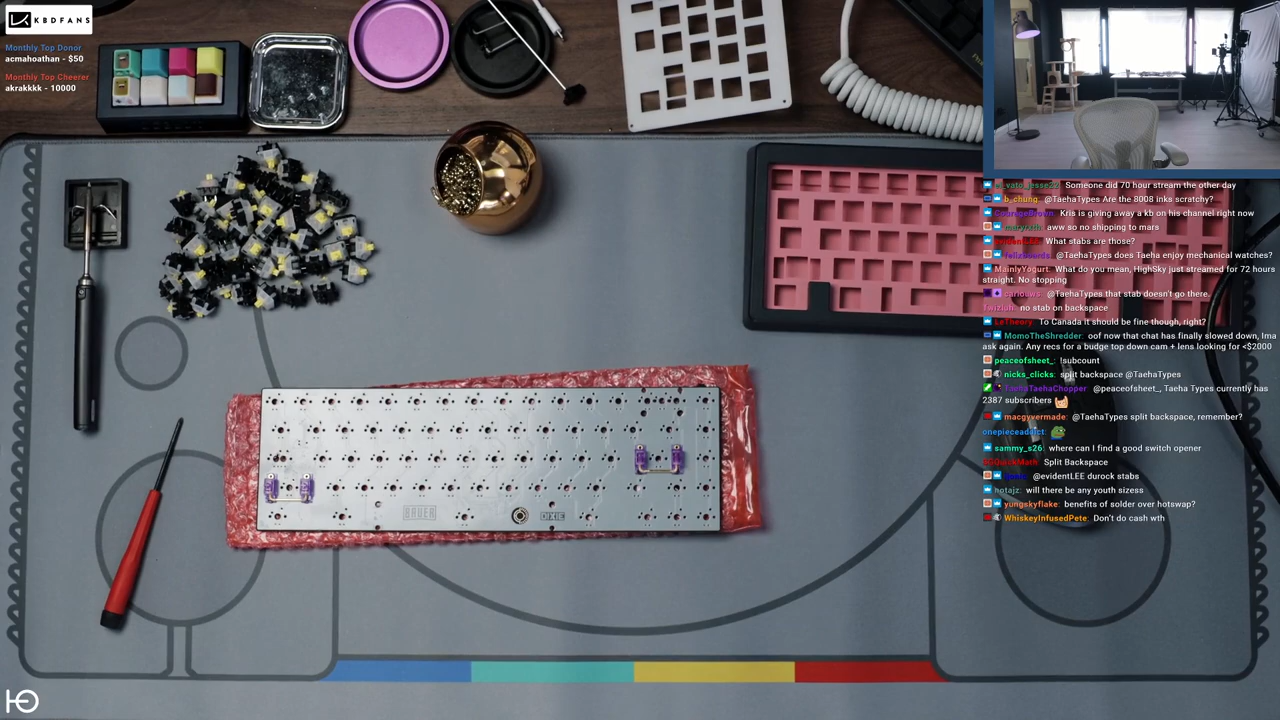 KBDFANS
Monthly Top Donor
acmahoathan - $50
Monthly Top Cheerer
akrakkkk - 10000
Someone did 70 hour stream the other day
b_chung: @TaehaTypes Are the 8008 inks scratchy?
Kris is giving away a kb on his channel right now
aww so no shipping to mars
What stabs are those?
@TaehaTypes does Taeha enjoy mechanical watches?
MainlyYogurt: What do you mean, HighSky just streamed for 72 hours
straight. No stopping
@TaehaTypes that stab doesn't go there.
no stab on backspace
LeTheory: To Canada it should be fine though, right?
MomoTheShredder: oof now that chat has finally slowed down, Ima
ask again. Any recs for a budge top down cam + lens looking for <$2000
peaceofsheet_: !subcount
nicks_clicks: split backspace @TaehaTypes
TaehaTaehaChopper: @peaceofsheet_, Taeha Types currently has
2387 subscribers
macgyvermade: @TaehaTypes split backspace, remember?
onepieceaddict:
sammy_s26: where can I find a good switch opener
Split Backspace
@evidentLEE durock stabs
hotajz: will there be any youth sizess
yungskyflake: benefits of solder over hotswap?
WhiskeyInfusedPete: Don't do cash wth
BAUER